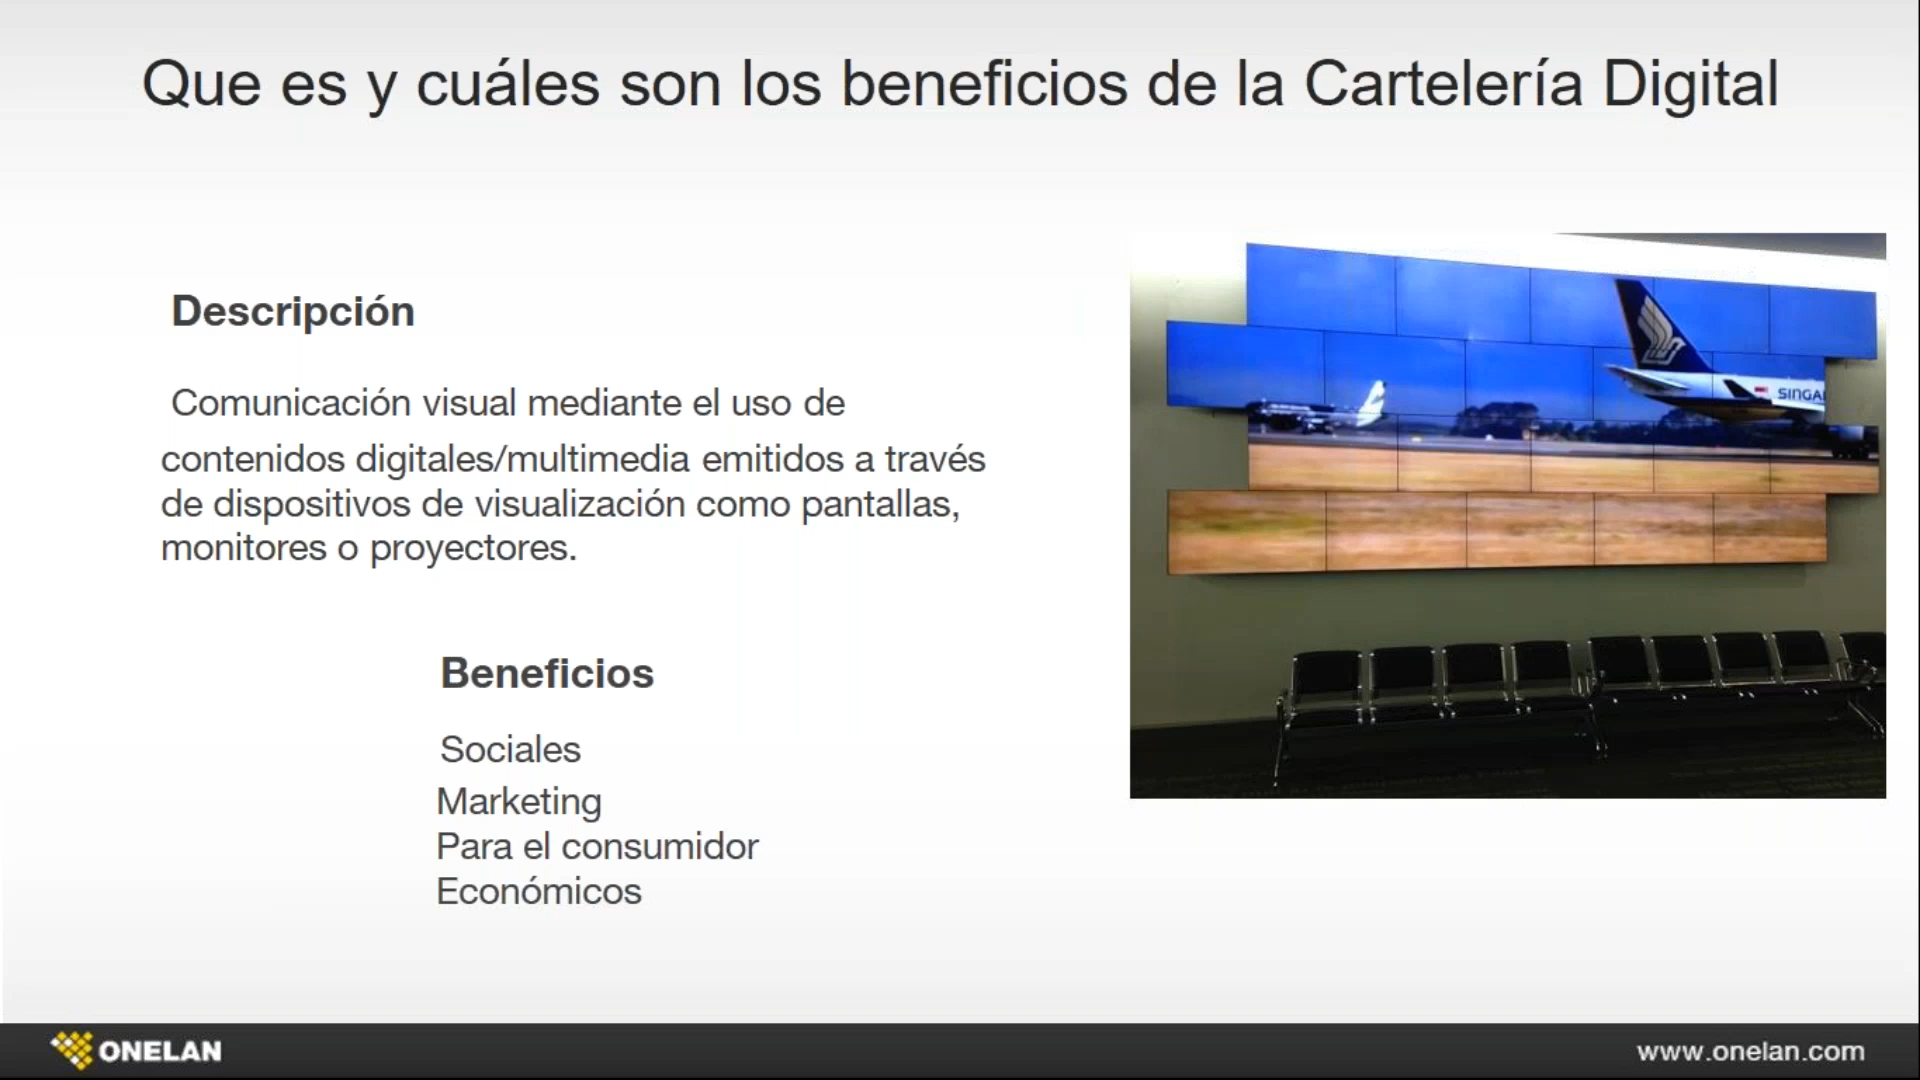 Que es y cuáles son los beneficios de la Cartelería Digital
Descripción
Comunicación visual mediante el uso de
contenidos digitales/multimedia emitidos a través
de dispositivos de visualización como pantallas,
monitores o proyectores.
Beneficios
Sociales
Marketing
Para el consumidor
Económicos
SINGA
ONELAN
www.onelan.com